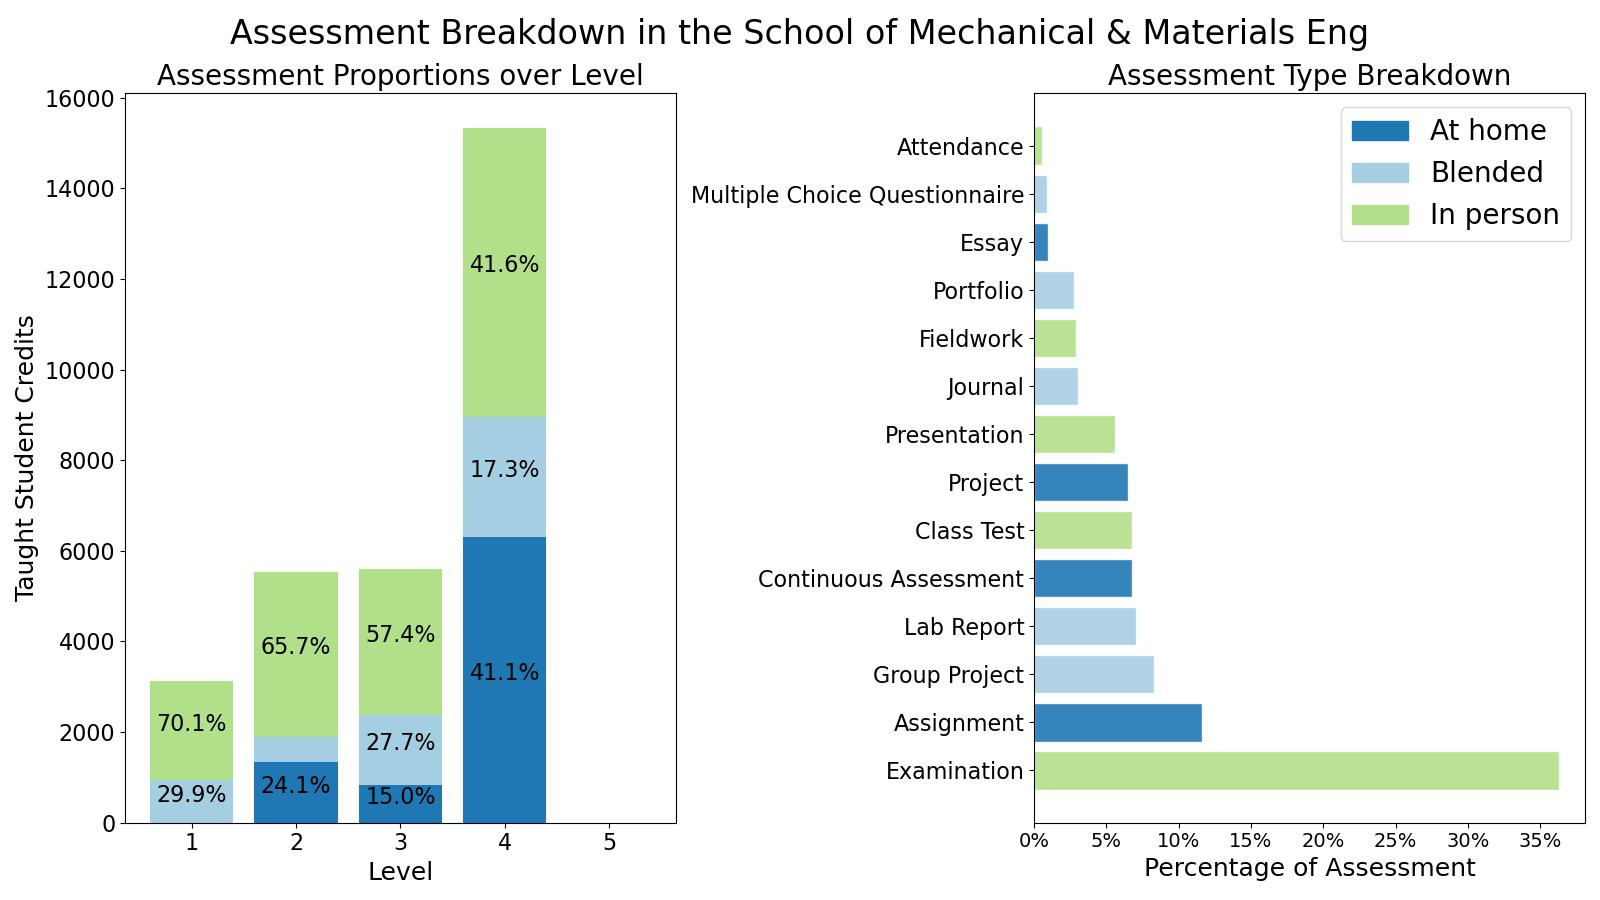 Assessment Breakdown in the School of Mechanical & Materials Eng
Assessment Proportions over Level
16000
14000
12000
10000
8000
6000
4000
2000
0
Taught Student Credits
70.1%
29.9%
65.7%
24.1%
57.4%
27.7%
15.0%
41.6%
17.3%
41.1%
1 2 3 4 5
Level
Assessment Type Breakdown
At home
Blended
In person
Attendance
Multiple Choice Questionnaire
Essay
Portfolio
Fieldwork
Journal
Presentation
Project
Class Test
Continuous Assessment
Lab Report
Group Project
Assignment
Examination
0% 5% 10% 15% 20% 25% 30% 35%
Percentage of Assessment